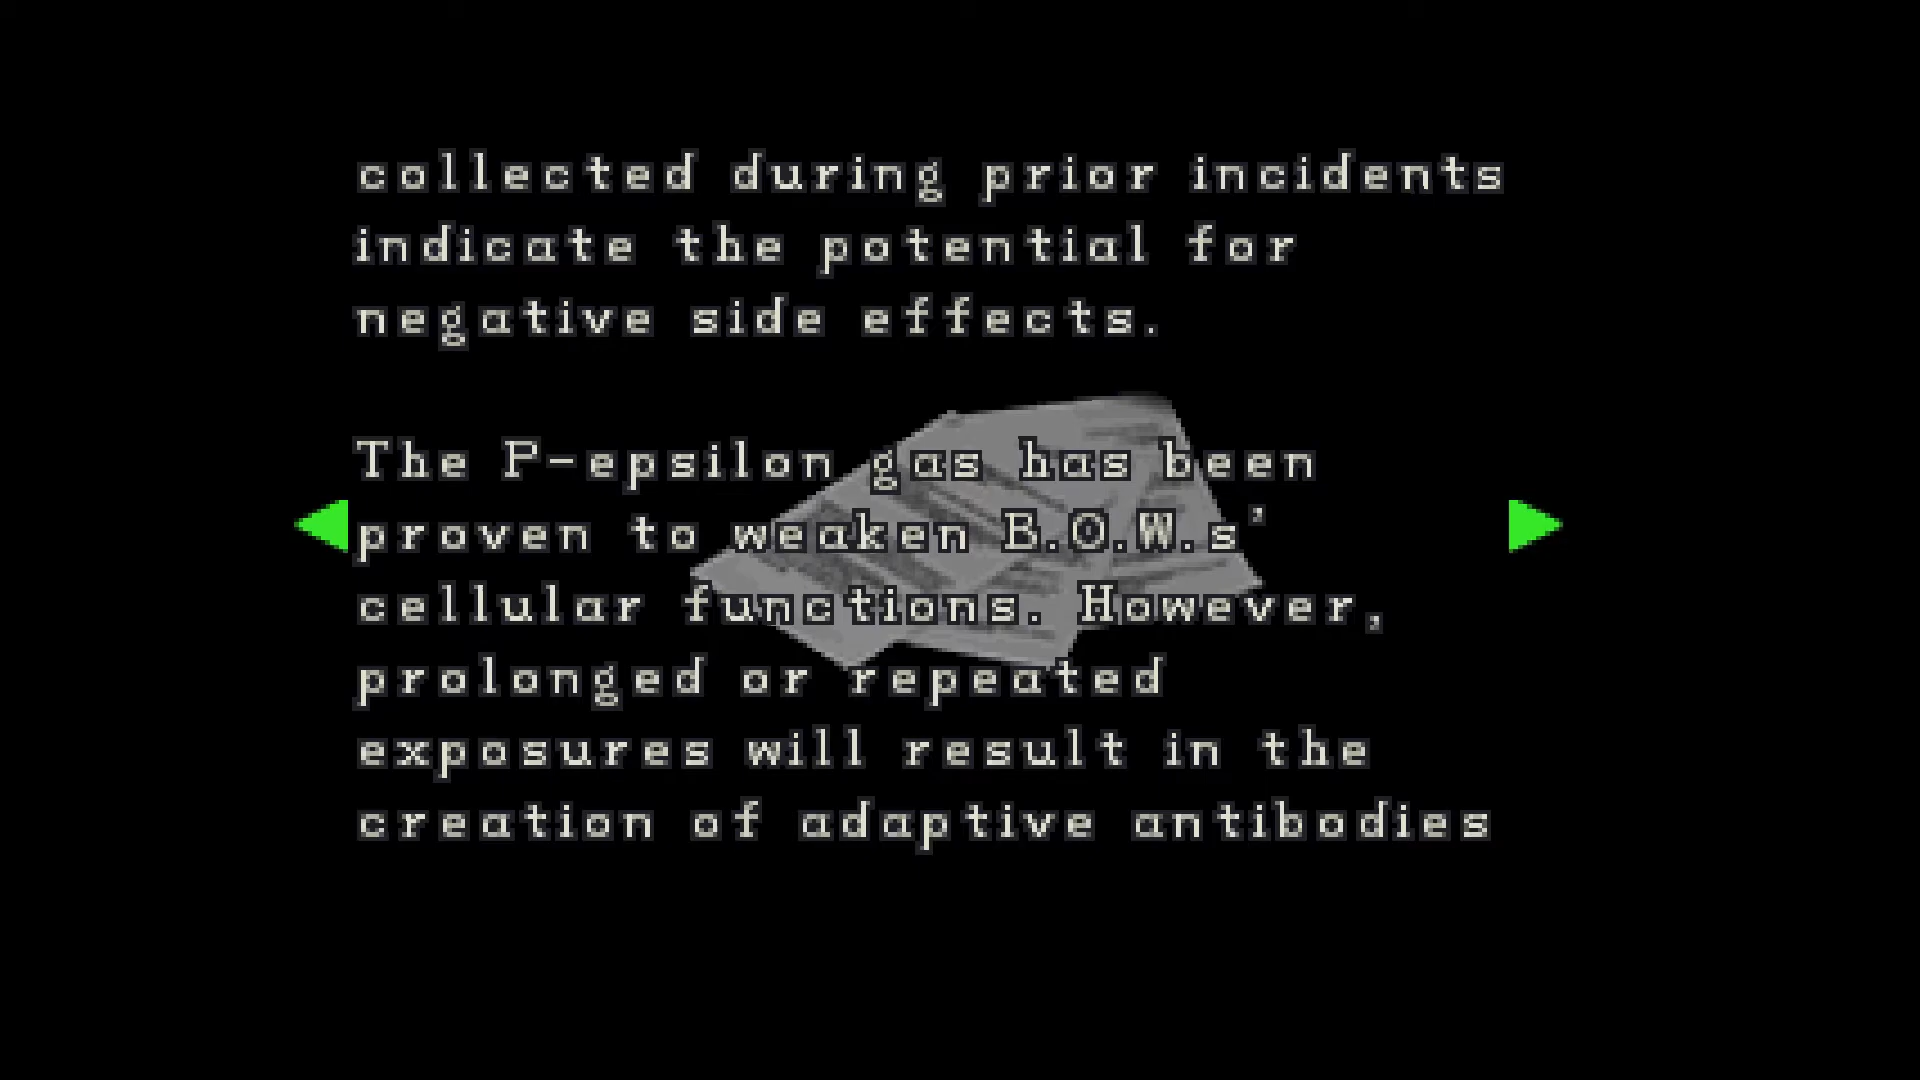 collected during prior incidents
indicate the potential for
negative side effects.
The P-epsilon gas has been
proven to weaken B.O.W.s'
cellular functions. However,
prolonged or repeated
exposures will result in the
creation of adaptive antibodies